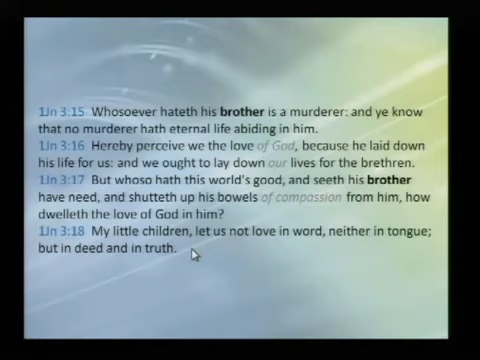 1Jn 3:15 Whosoever hateth his brother is a murderer: and ye know
that no murderer hath eternal life abiding in him.
1Jn 3:16 Hereby perceive we the love of God, because he laid down
his life for us: and we ought to lay down our lives for the brethren.
1Jn 3:17 But whoso hath this world's good, and seeth his brother
have need, and shutteth up his bowels of compassion from him, how
dwelleth the love of God in him?
1Jn 3:18 My little children, let us not love in word, neither in tongue;
but in deed and in truth.